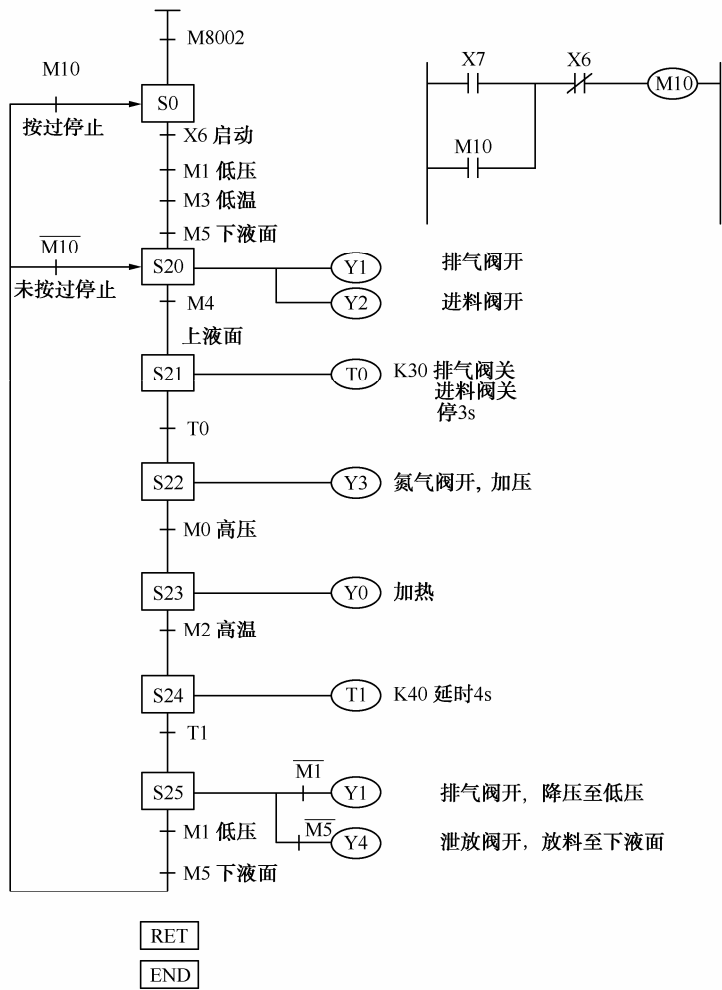 M8002
M10
S0
按过停止
X6 启动
M1 低压
M3 低温
M5 下液面
X7
X6
M10
M10
M10
S20
Y1
排气阀开
未按过停止
Y2
进料阀开
M4
上液面
S21
T0
K30 排气阀关
进料阀关
停3s
T0
S22
Y3
氮气阀开, 加压
M0 高压
S23
Y0
加热
M2 高温
S24
T1
K40 延时4s
T1
S25
M1
Y1
排气阀开，降压至低压
M1 低压
M5
Y4
泄放阀开，放料至下液面
M5 下液面
RET
END